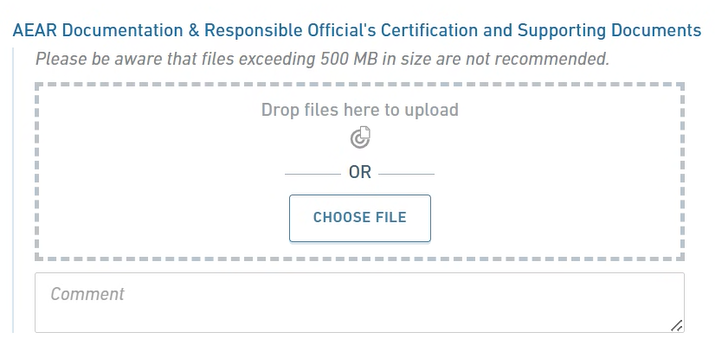 AEAR Documentation & Responsible Official's Certification and Supporting Documents
Please be aware that files exceeding 500 MB in size are not recommended.
Drop files here to upload
OR
CHOOSE FILE
Comment